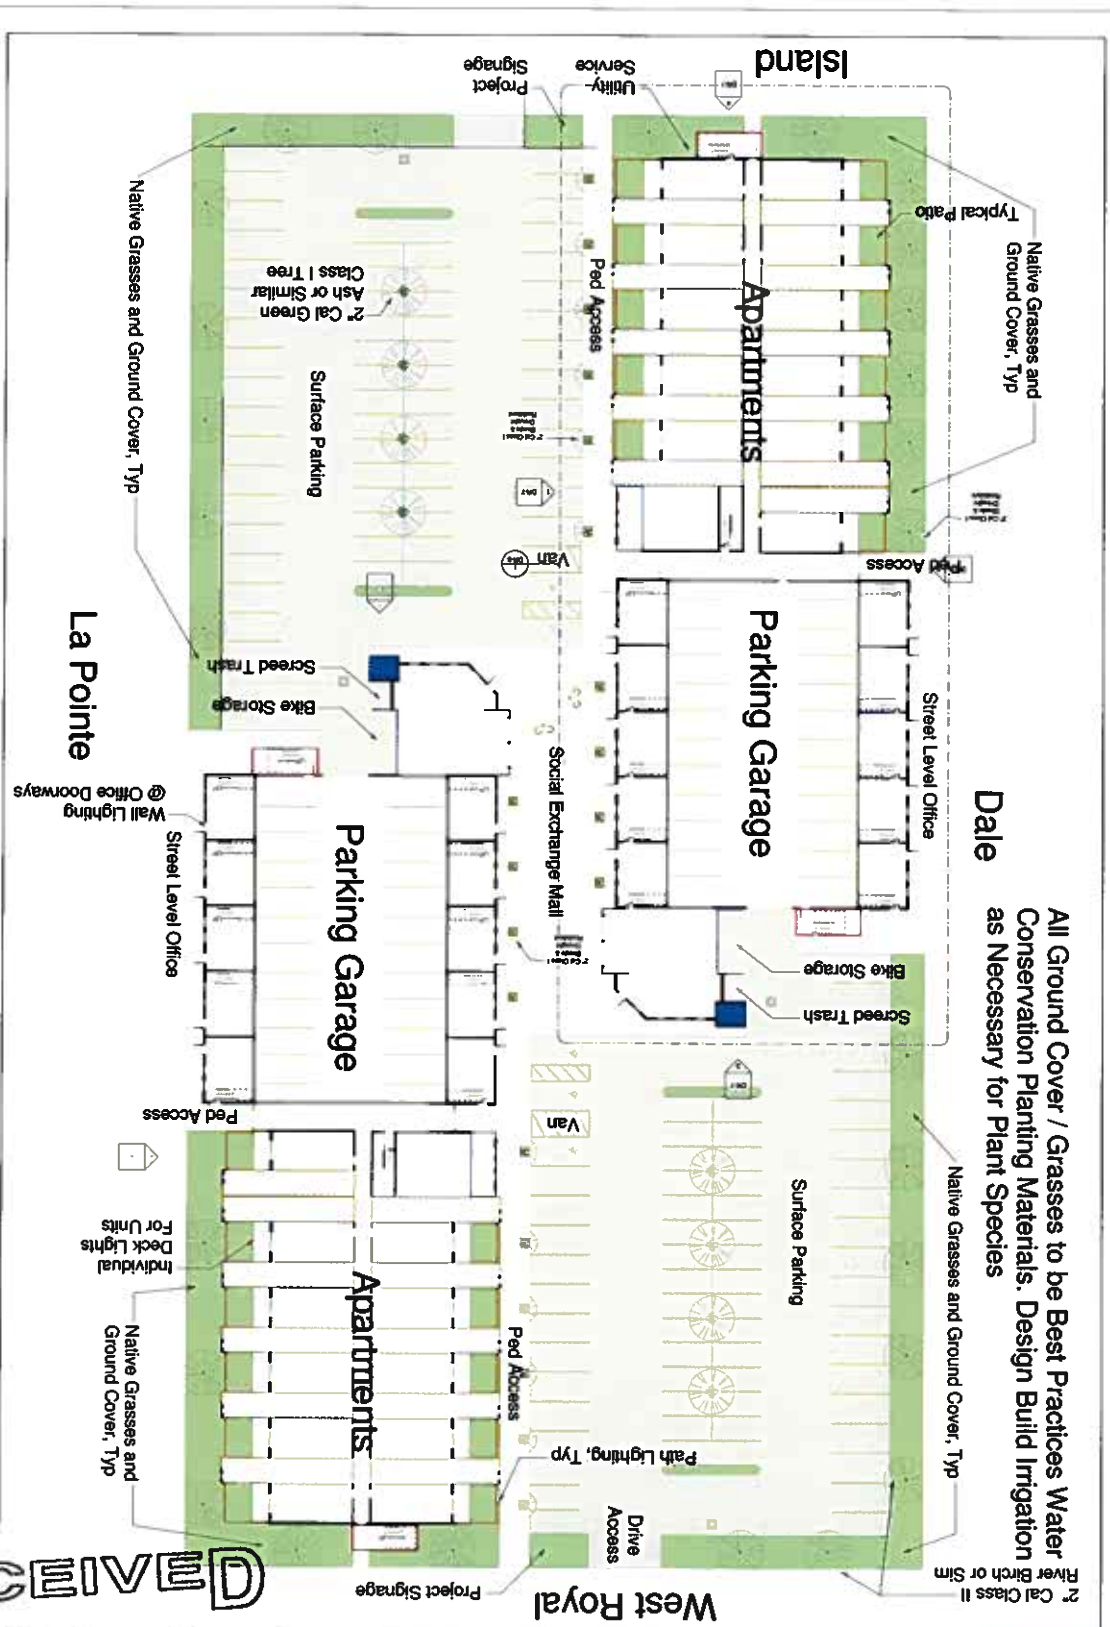 Island
Project
Signage
Utility
Service
Native Grasses and Ground Cover, Typ
Typical Patio
Native Grasses and
Ground Cover, Typ
2" Cal Green
Ash or Similar
Class I Tree
Ped Access
Apartments
Surface Parking
Van
Ped Access
La Pointe
Screed Trash
Bike Storage
Parking Garage
Street Level Office
Social Exchange Mall
Wall Lighting
@ Office Doorways
Street Level Office
Parking Garage
Dale
All Ground Cover / Grasses to be Best Practices Water
Conservation Planting Materials. Design Build Irrigation
as Necessary for Plant Species
Bike Storage
Screed Trash
Ped Access
Van
Surface Parking
Native Grasses and Ground Cover, Typ
Individual
Deck Lights
For Units
Apartments
Ped Access
Native Grasses and
Ground Cover, Typ
Path Lighting, Typ
Drive
Access
Project Signage
West Royal
2" Cal Class II
River Birch or Sim
CEIVED